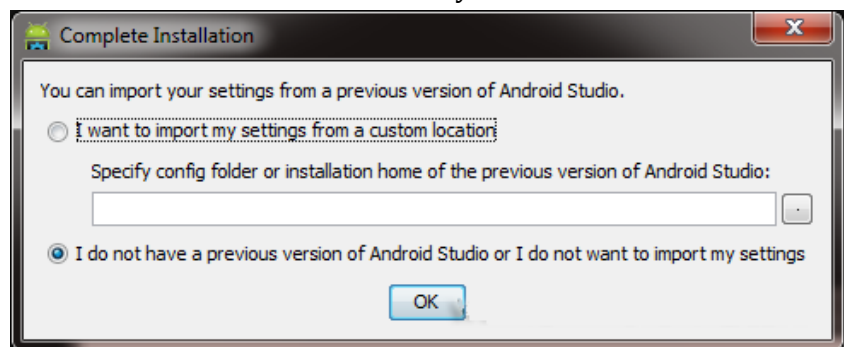 Complete Installation
You can import your settings from a previous version of Android Studio.
I want to import my settings from a custom location
Specify config folder or installation home of the previous version of Android Studio:
.
I do not have a previous version of Android Studio or I do not want to import my settings
OK